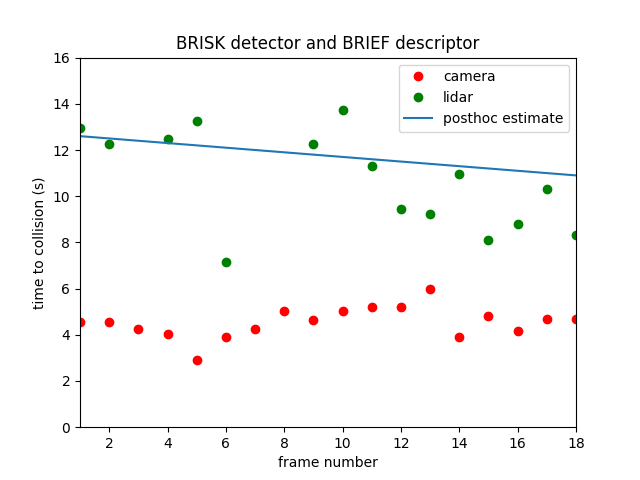 BRISK detector and BRIEF descriptor
camera
lidar
posthoc estimate
time to collision (s)
16
14
12
10
8
6
4
2
0
2 4 6 8 10 12 14 16 18
frame number